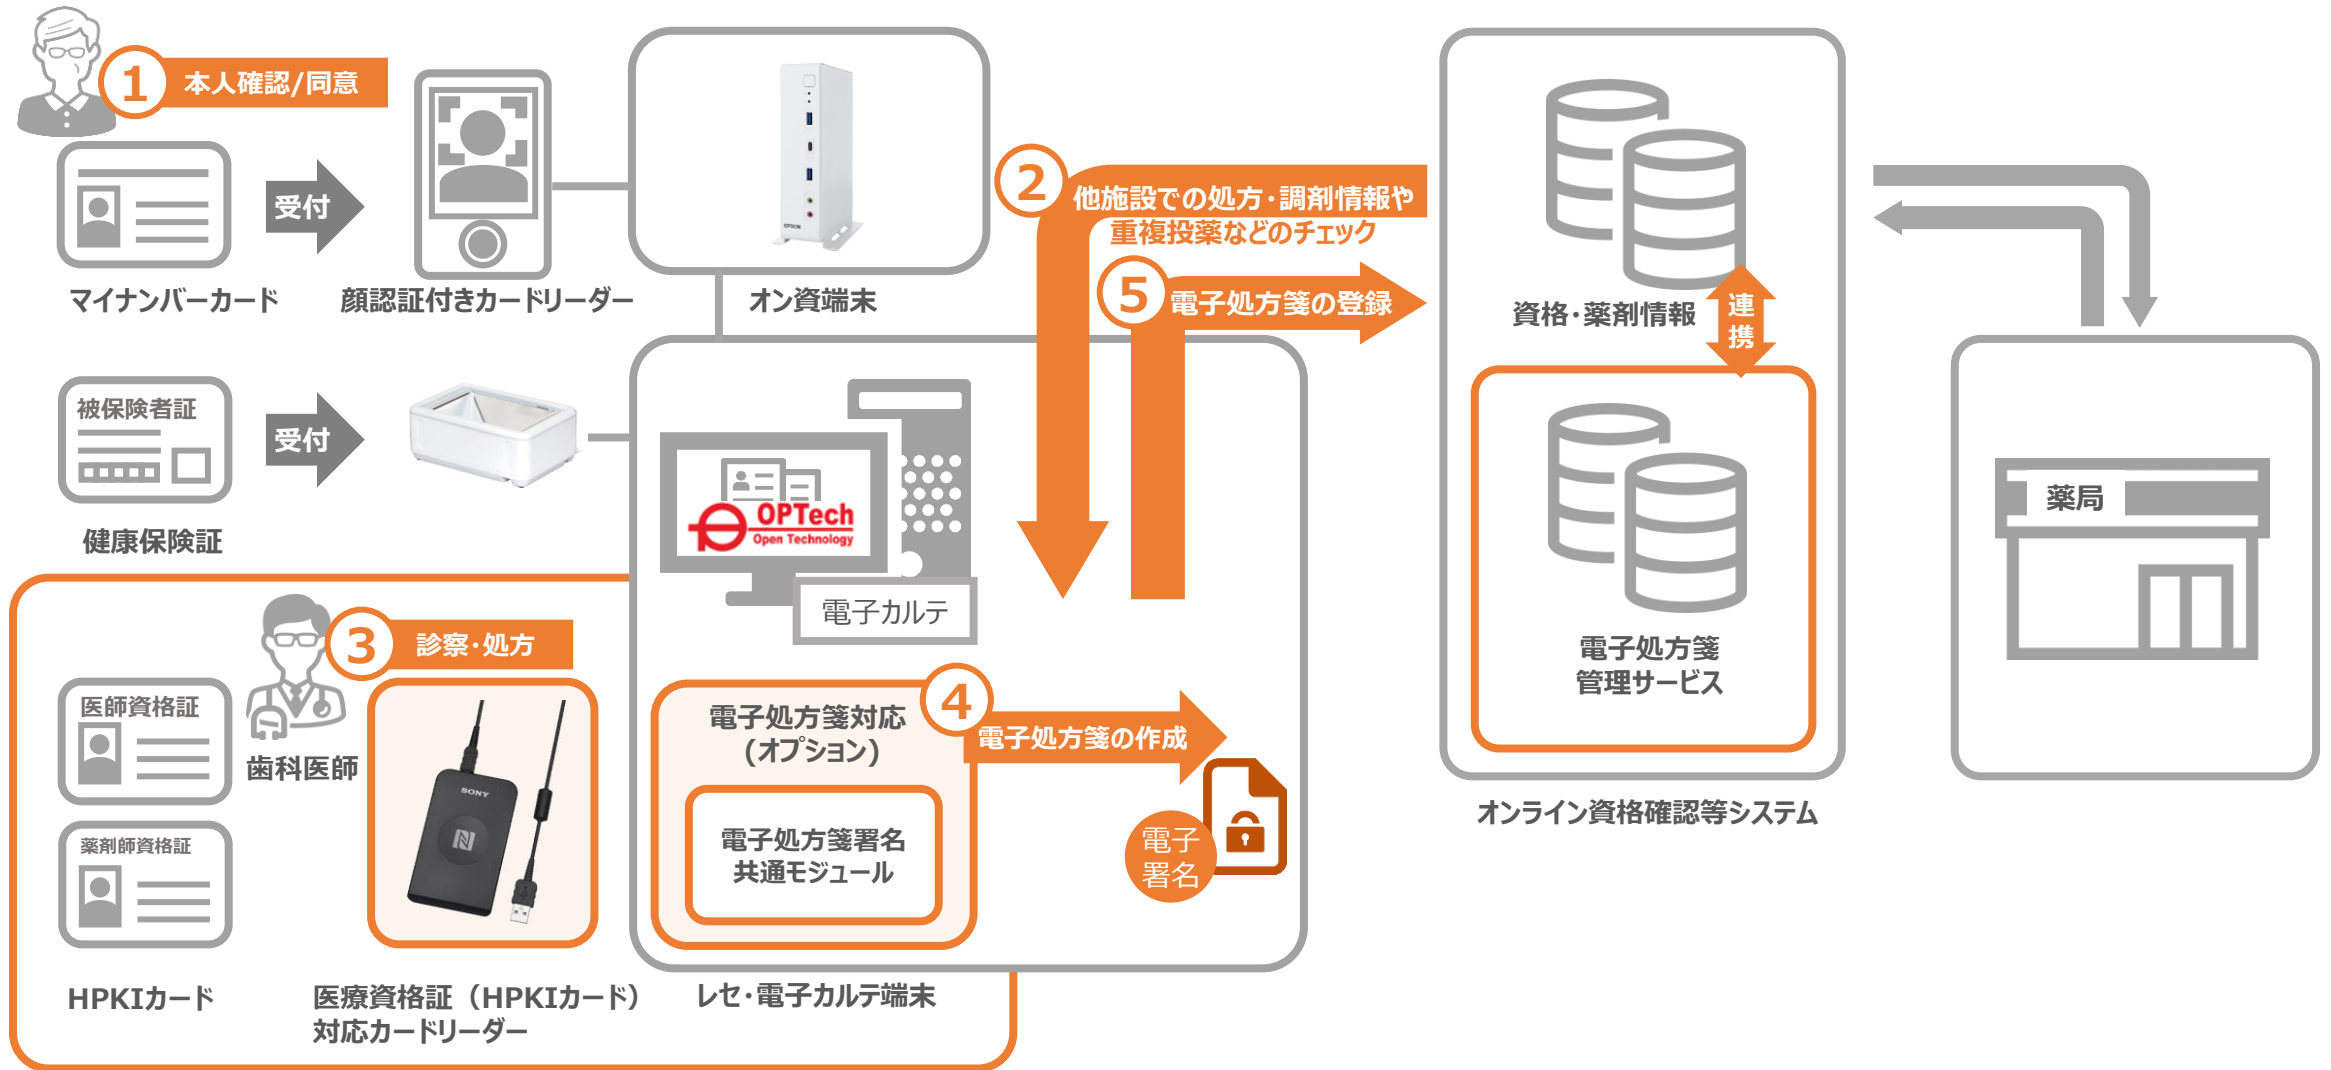 1
本人確認/同意
受付
マイナンバーカード
顔認証付きカードリーダー
EPSON
オン資端末
2
他施設での処方・調剤情報や
重複投薬などのチェック
5
電子処方箋の登録
資格・薬剤情報
連
携
被保険者証
受付
健康保険証
OPTech
Open Technology
電子カルテ
電子処方箋
管理サービス
オンライン資格確認等システム
薬局
3
診察・処方
医師資格証
歯科医師
SONY
N
薬剤師資格証
HPKIカード
医療資格証（HPKIカード）
対応カードリーダー
4
電子処方箋対応
(オプション)
電子処方箋の作成
電子処方箋署名
共通モジュール
電子
署名
レセ・電子カルテ端末